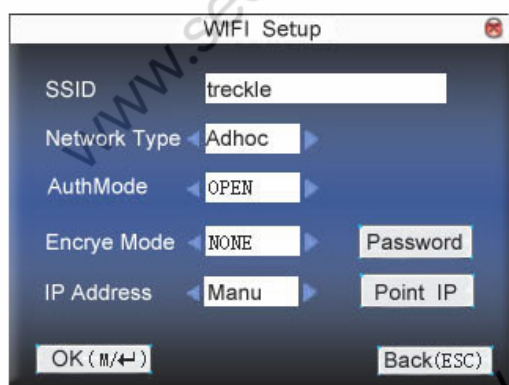 WIFI Setup
SSID treckle
Network Type Adhoc
AuthMode OPEN
Encrye Mode NONE Password
IP Address Manu Point IP
OK(M/↵) Back(ESC)